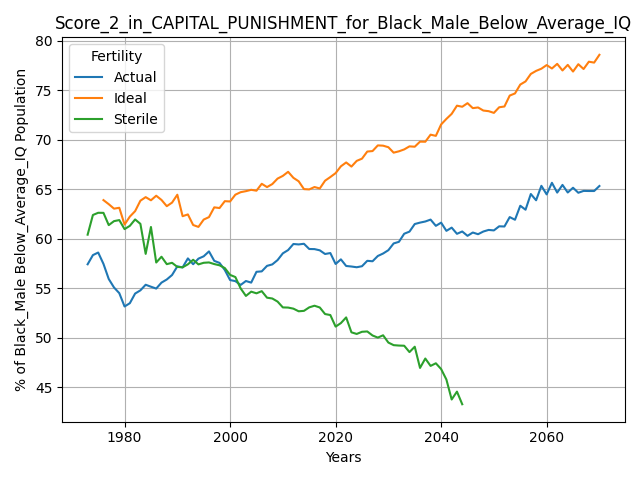 Score_2_in_CAPITAL_PUNISHMENT_for_Black_Male_Below_Average_IQ
Fertility
Actual
Ideal
Sterile
80
75
70
65
60
55
50
45
% of Black_Male Below_Average_IQ Population
1980
2000
2020
2040
2060
Years